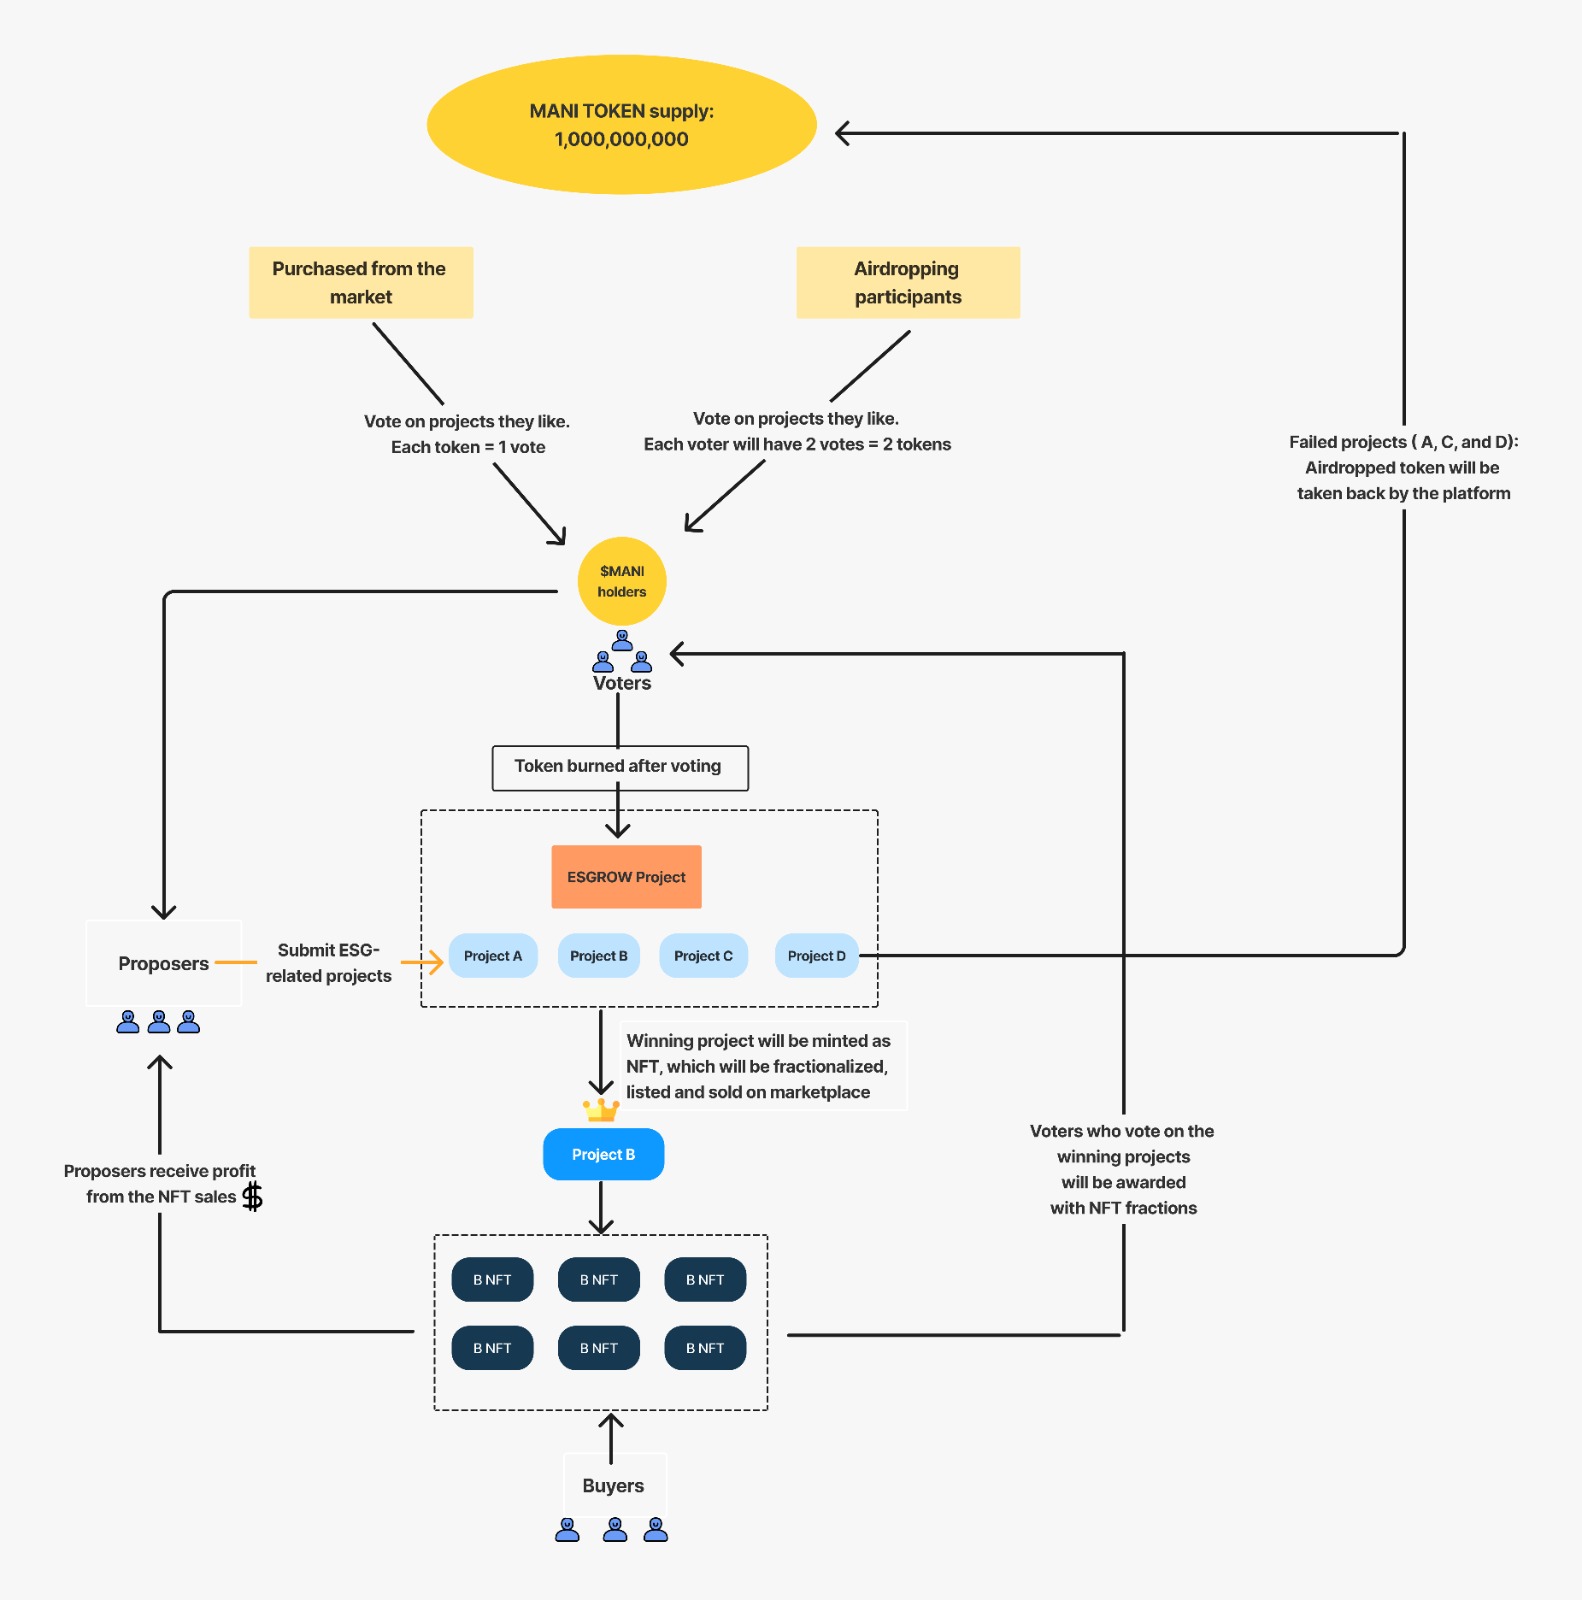 MANI TOKEN supply:
1,000,000,000
Purchased from the
market
Airdropping
participants
Vote on projects they like.
Each token = 1 vote
Vote on projects they like.
Each voter will have 2 votes = 2 tokens
Failed projects ( A, C, and D):
Airdropped token will be
taken back by the platform
$MANI
holders
Voters
Token burned after voting
ESGROW Project
Proposers
Submit ESG-
related projects
Project A
Project B
Project C
Project D
Winning project will be minted as
NFT, which will be fractionalized,
listed and sold on marketplace
Project B
Voters who vote on the
winning projects
will be awarded
with NFT fractions
Proposers receive profit
from the NFT sales $
B NFT
B NFT
B NFT
B NFT
B NFT
B NFT
Buyers